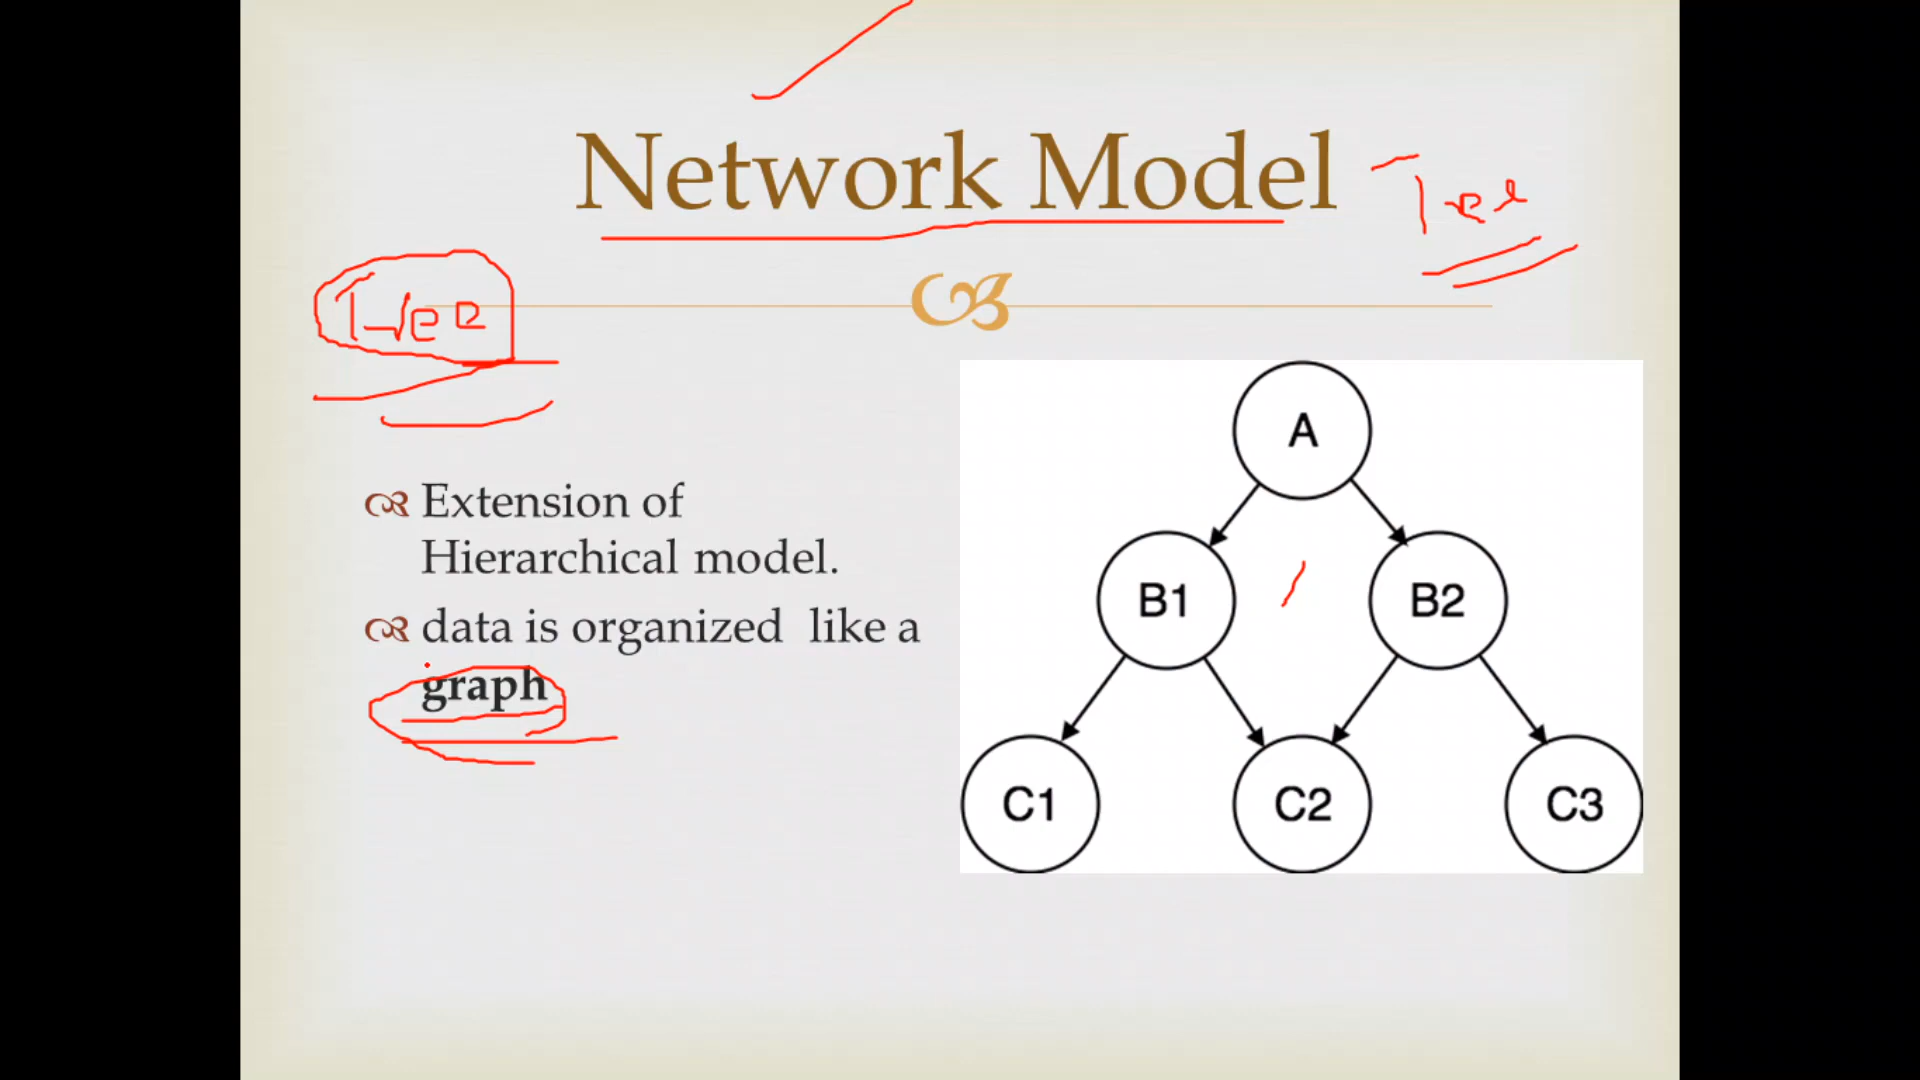 Network Model
Tree
Tree
Extension of
Hierarchical model.
data is organized like a
graph
A
B1 B2
C1 C2 C3